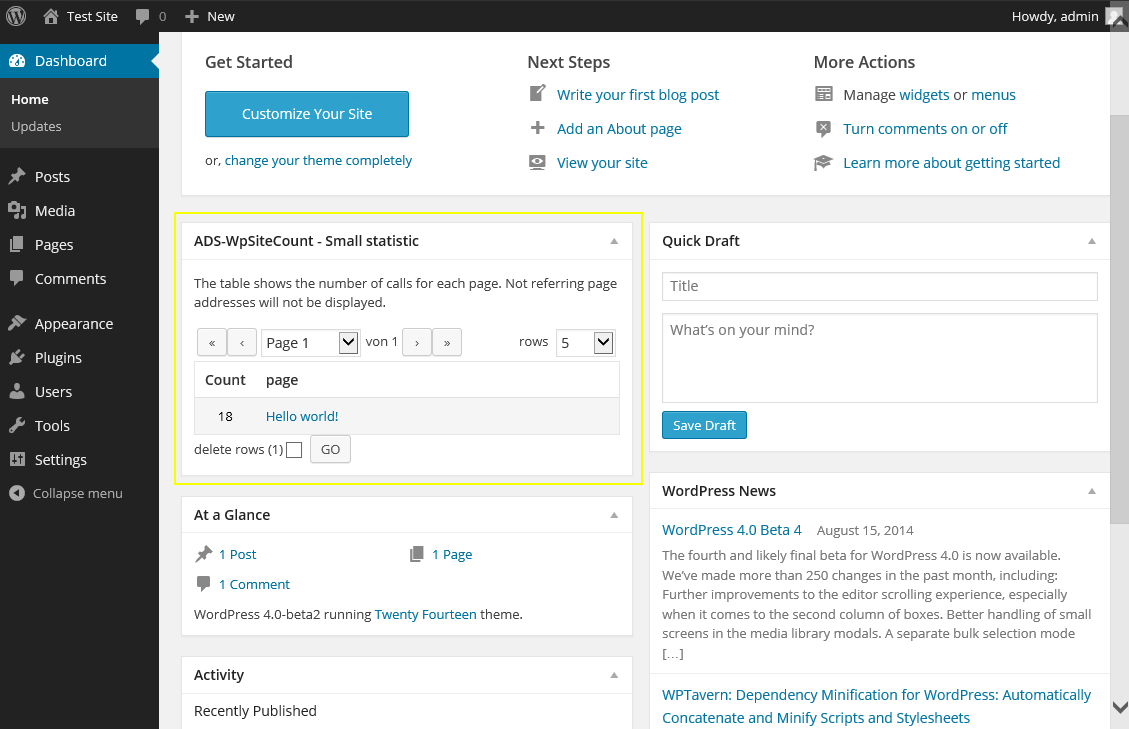 Test Site 0 New Howdy, admin
Dashboard
Home
Updates
Posts
Media
Pages
Comments
Appearance
Plugins
Users
Tools
Settings
Collapse menu
Get Started
Customize Your Site
or, change your theme completely
Next Steps
Write your first blog post
Add an About page
View your site
More Actions
Manage widgets or menus
Turn comments on or off
Learn more about getting started
ADS-WpSiteCount - Small statistic
The table shows the number of calls for each page. Not referring page
addresses will not be displayed.
« ‹ Page 1 von 1 › » rows 5
Count page
18 Hello world!
delete rows (1) GO
At a Glance
1 Post 1 Page
1 Comment
WordPress 4.0-beta2 running Twenty Fourteen theme.
Activity
Recently Published
Quick Draft
Title
What's on your mind?
Save Draft
WordPress News
WordPress 4.0 Beta 4 August 15, 2014
The fourth and likely final beta for WordPress 4.0 is now available.
We've made more than 250 changes in the past month, including:
Further improvements to the editor scrolling experience, especially
when it comes to the second column of boxes. Better handling of small
screens in the media library modals. A separate bulk selection mode
[…]
WPTavern: Dependency Minification for WordPress: Automatically
Concatenate and Minify Scripts and Stylesheets